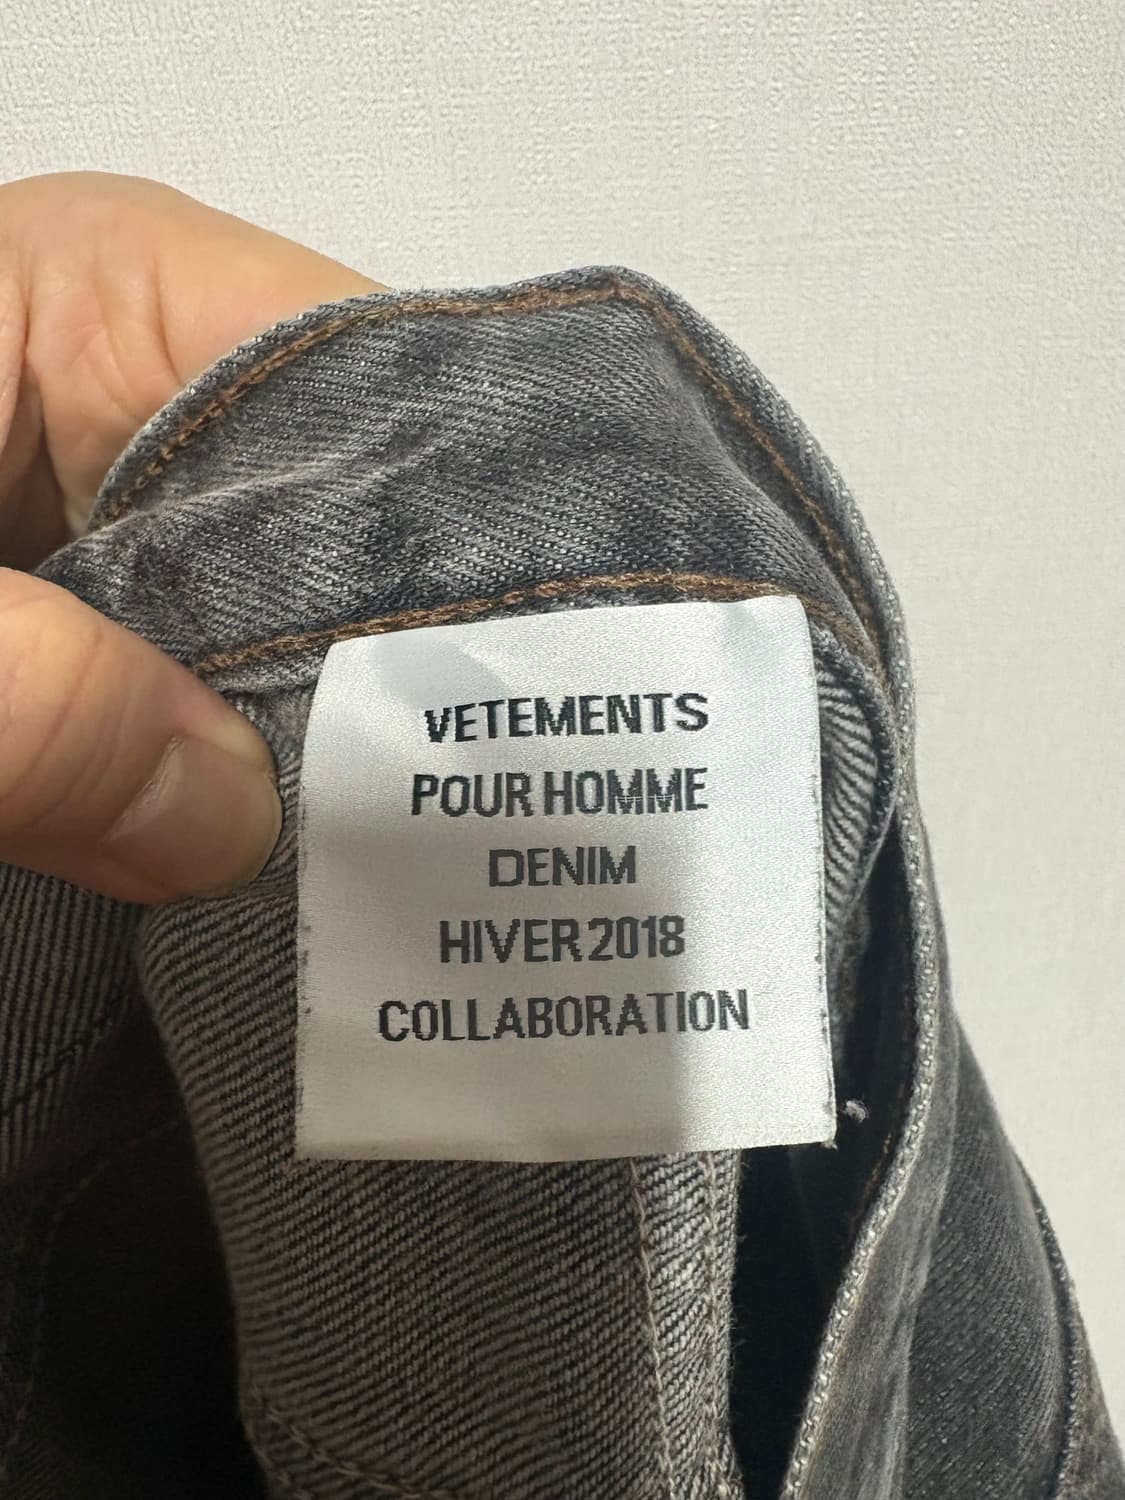 VETEMENTS
POUR HOMME
DENIM
HIVER 2018
COLLABORATION